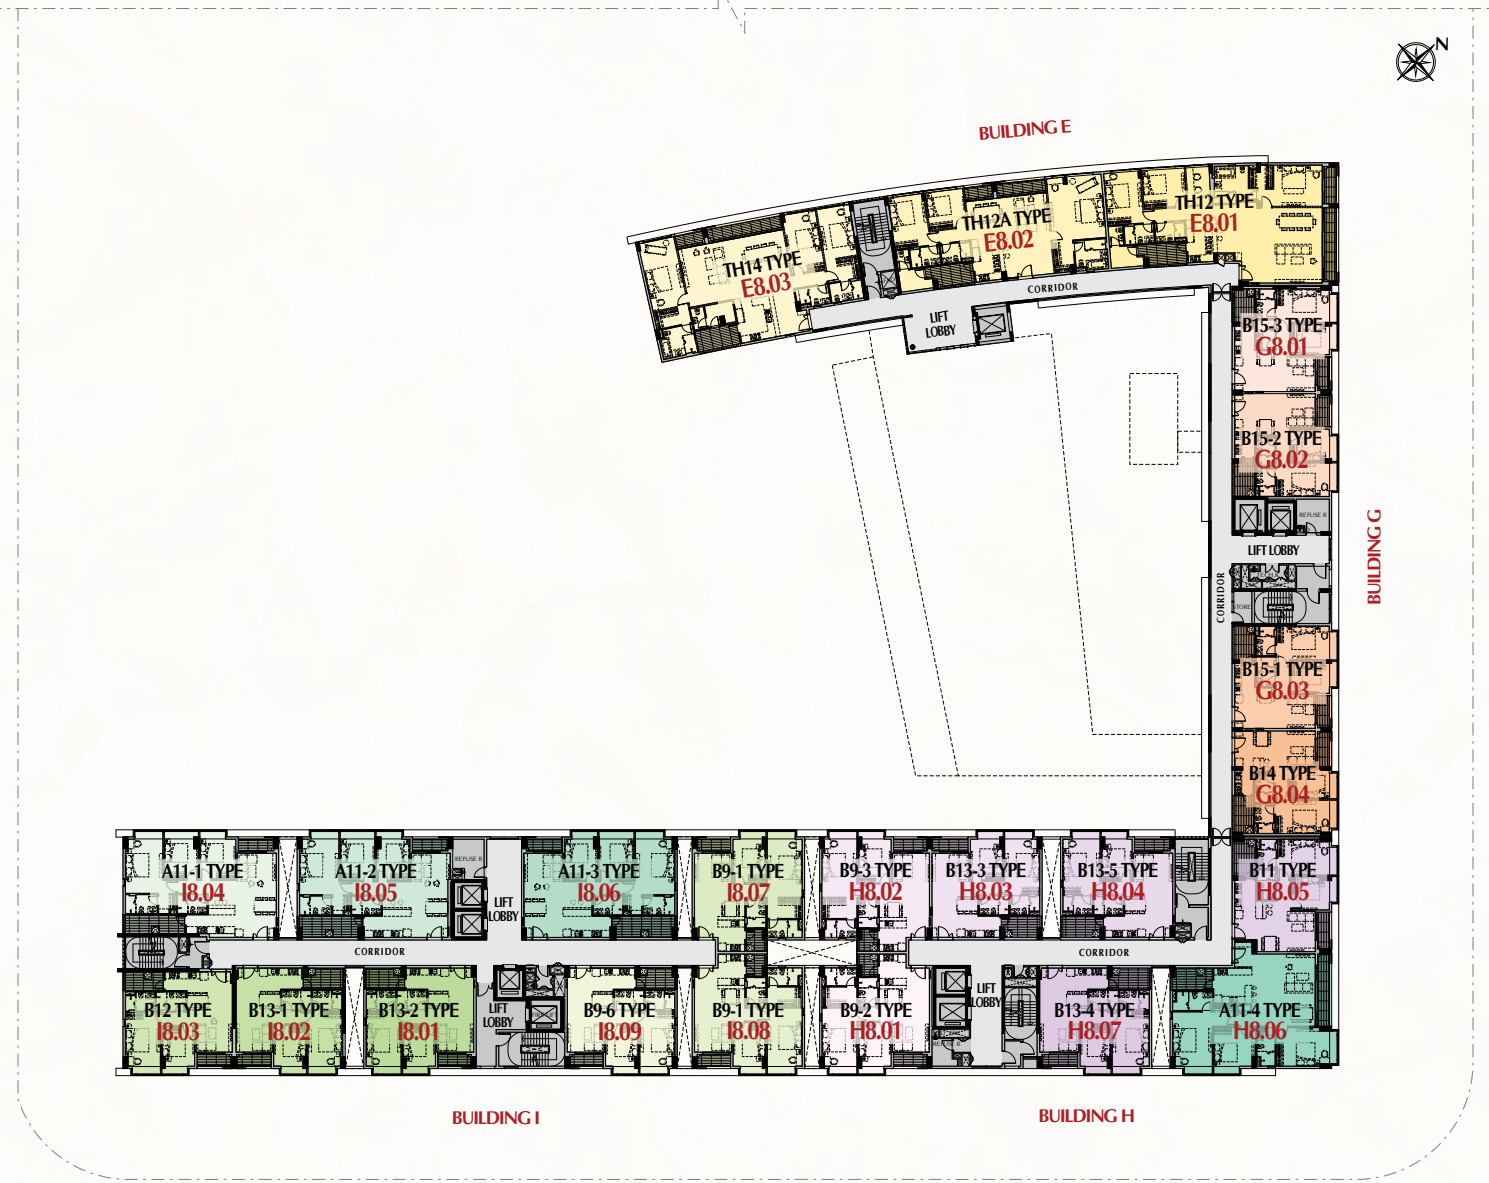 N
BUILDING E
TH12 TYPE
E8.01
TH12A TYPE
E8.02
TH14 TYPE
E8.03
CORRIDOR
LIFT
LOBBY
B15-3 TYPE
G8.01
B15-2 TYPE
G8.02
REFUSE R
LIFT LOBBY
BUILDING G
CORRIDOR
STORE
B15-1 TYPE
G8.03
B14 TYPE
G8.04
A11-1 TYPE
I8.04
A11-2 TYPE
I8.05
REFUSE R
LIFT
LOBBY
A11-3 TYPE
I8.06
B9-1 TYPE
I8.07
B9-3 TYPE
H8.02
B13-3 TYPE
H8.03
B13-5 TYPE
H8.04
B11 TYPE
H8.05
CORRIDOR
CORRIDOR
B12 TYPE
I8.03
B13-1 TYPE
I8.02
B13-2 TYPE
I8.01
LIFT
LOBBY
B9-6 TYPE
I8.09
B9-1 TYPE
I8.08
B9-2 TYPE
H8.01
LIFT
LOBBY
B13-4 TYPE
H8.07
A11-4 TYPE
H8.06
BUILDING I
BUILDING H